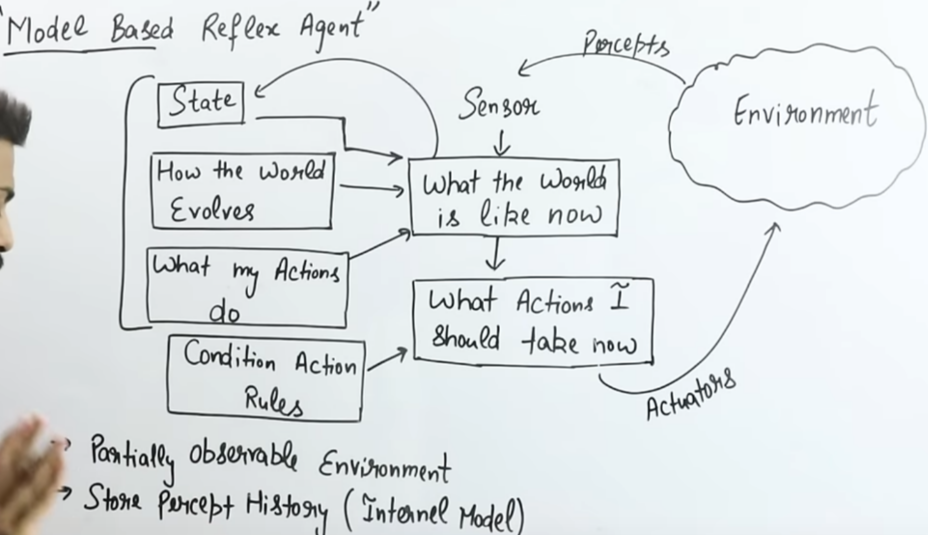 "Model Based Reflex Agent"
Percepts
State
Sensor
Environment
How the World
Evolves
What the World
is like now
What my Actions
do
What Actions I
should take now
Condition Action
Rules
Actuators
→ Partially Observable Environment
→ Store Percept History (Internel Model)